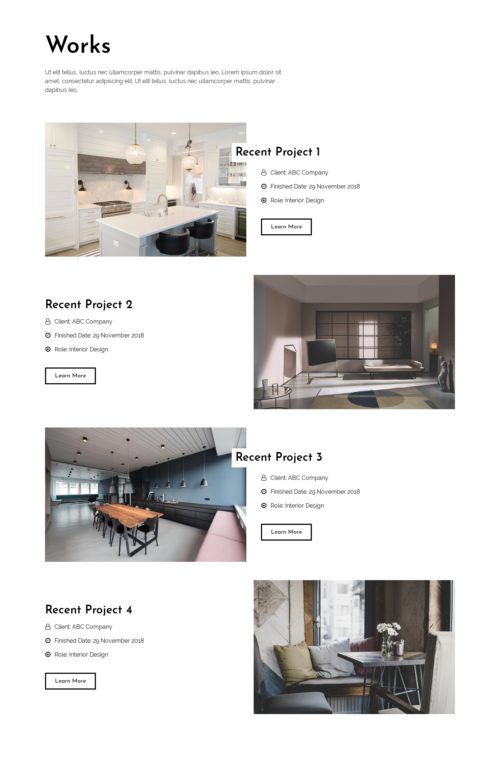 Works
Ut elit tellus, luctus nec ullamcorper mattis, pulvinar dapibus leo. Lorem ipsum dolor sit
amet, consectetur adipiscing elit. Ut elit tellus, luctus nec ullamcorper mattis, pulvinar
dapibus leo.
Recent Project 1
Client: ABC Company
Finished Date: 29 November 2018
Role: Interior Design
Learn More
Recent Project 2
Client: ABC Company
Finished Date: 29 November 2018
Role: Interior Design
Learn More
Recent Project 3
Client: ABC Company
Finished Date: 29 November 2018
Role: Interior Design
Learn More
Recent Project 4
Client: ABC Company
Finished Date: 29 November 2018
Role: Interior Design
Learn More